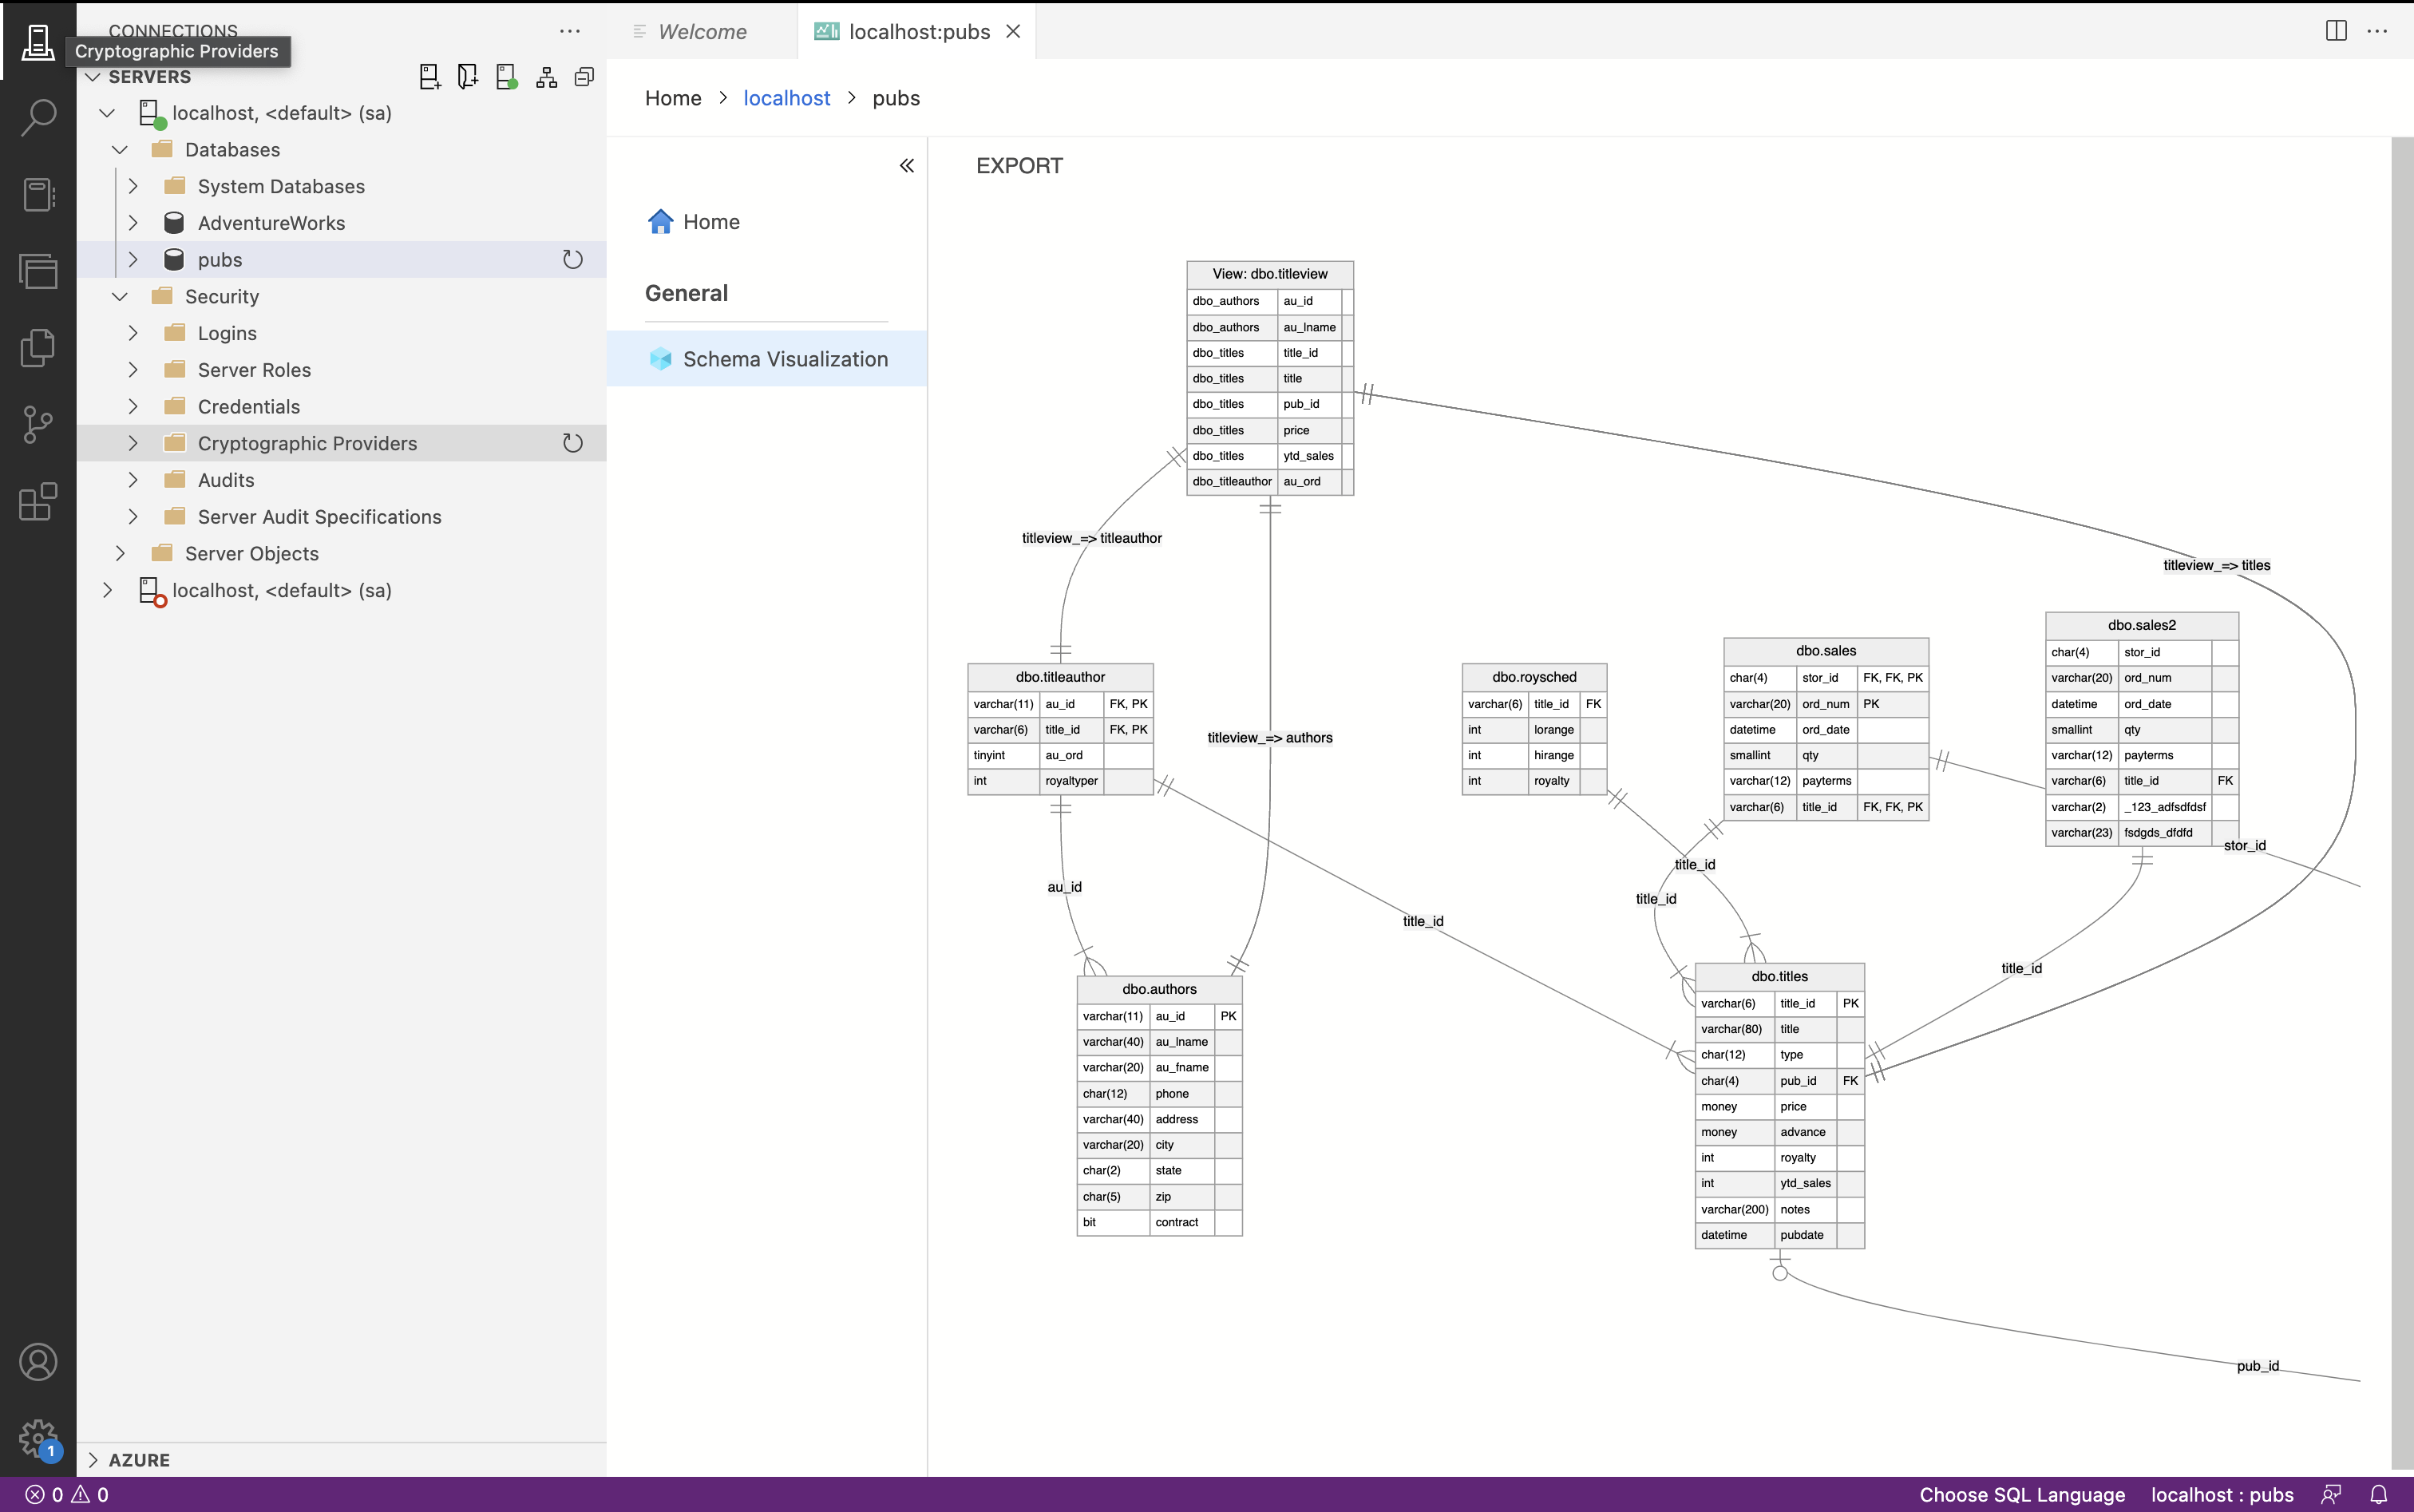 CONNECTIONS
Cryptographic Providers
SERVERS
localhost, <default> (sa)
Databases
System Databases
AdventureWorks
pubs
Security
Logins
Server Roles
Credentials
Cryptographic Providers
Audits
Server Audit Specifications
Server Objects
localhost, <default> (sa)
AZURE
1
Welcome
localhost:pubs
Home > localhost > pubs
Home
General
Schema Visualization
EXPORT
View: dbo.titleview
dbo_authors au_id
dbo_authors au_lname
dbo_titles title_id
dbo_titles title
dbo_titles pub_id
dbo_titles price
dbo_titles ytd_sales
dbo_titleauthor au_ord
titleview_=> titleauthor
titleview_=> titles
titleview_=> authors
dbo.titleauthor
varchar(11) au_id FK, PK
varchar(6) title_id FK, PK
tinyint au_ord
int royaltyper
dbo.roysched
varchar(6) title_id FK
int lorange
int hirange
int royalty
dbo.sales
char(4) stor_id FK, FK, PK
varchar(20) ord_num PK
datetime ord_date
smallint qty
varchar(12) payterms
varchar(6) title_id FK, FK, PK
dbo.sales2
char(4) stor_id
varchar(20) ord_num
datetime ord_date
smallint qty
varchar(12) payterms
varchar(6) title_id FK
varchar(2) _123_adfsdfdsf
varchar(23) fsdgds_dfdfd
stor_id
title_id
au_id
title_id
title_id
title_id
dbo.authors
varchar(11) au_id PK
varchar(40) au_lname
varchar(20) au_fname
char(12) phone
varchar(40) address
varchar(20) city
char(2) state
char(5) zip
bit contract
dbo.titles
varchar(6) title_id PK
varchar(80) title
char(12) type
char(4) pub_id FK
money price
money advance
int royalty
int ytd_sales
varchar(200) notes
datetime pubdate
pub_id
0 0
Choose SQL Language
localhost : pubs